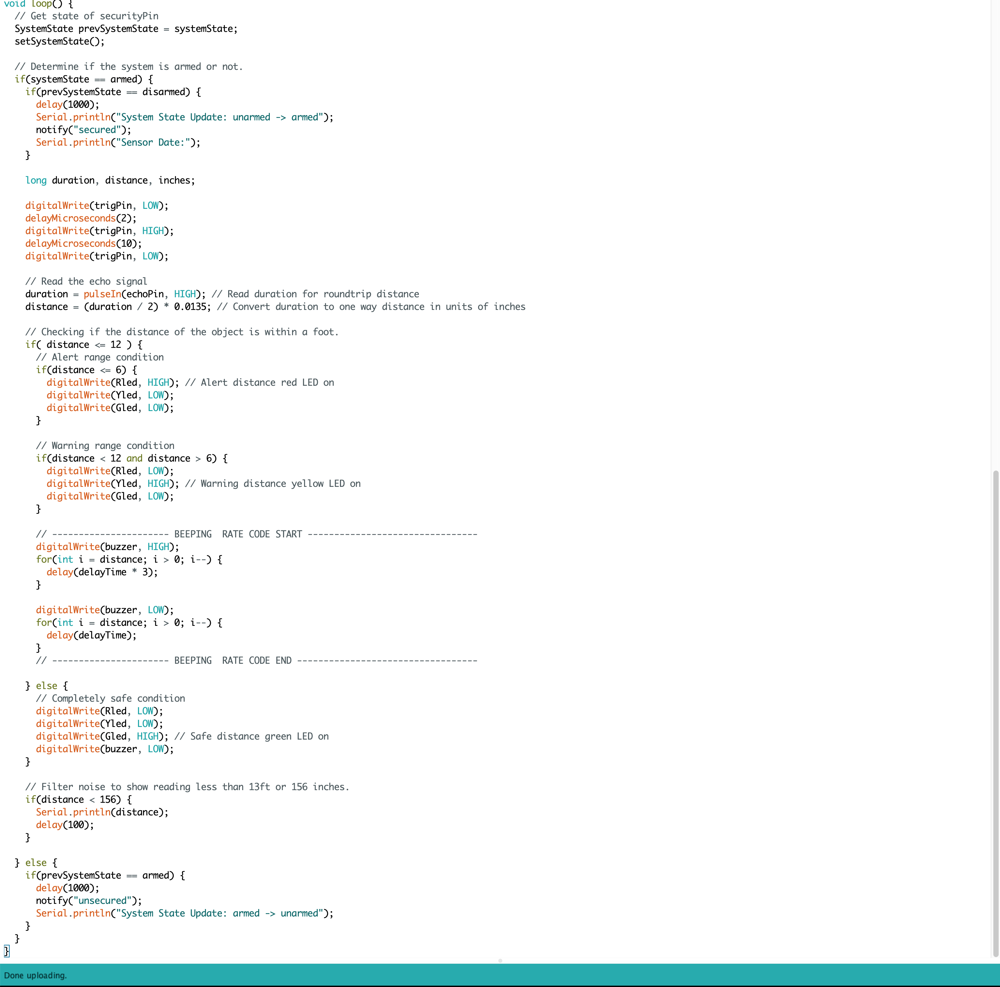 void loop() {
  // Get state of securityPin
  SystemState prevSystemState = systemState;
  setSystemState();

  // Determine if the system is armed or not.
  if(systemState == armed) {
    if(prevSystemState == disarmed) {
      delay(1000);
      Serial.println("System State Update: unarmed -> armed");
      notify("secured");
      Serial.println("Sensor Date:");
    }

    long duration, distance, inches;

    digitalWrite(trigPin, LOW);
    delayMicroseconds(2);
    digitalWrite(trigPin, HIGH);
    delayMicroseconds(10);
    digitalWrite(trigPin, LOW);

    // Read the echo signal
    duration = pulseIn(echoPin, HIGH); // Read duration for roundtrip distance
    distance = (duration / 2) * 0.0135; // Convert duration to one way distance in units of inches

    // Checking if the distance of the object is within a foot.
    if( distance <= 12 ) {
      // Alert range condition
      if(distance <= 6) {
        digitalWrite(Rled, HIGH); // Alert distance red LED on
        digitalWrite(Yled, LOW);
        digitalWrite(Gled, LOW);
      }

      // Warning range condition
      if(distance < 12 and distance > 6) {
        digitalWrite(Rled, LOW);
        digitalWrite(Yled, HIGH); // Warning distance yellow LED on
        digitalWrite(Gled, LOW);
      }

      // ---------------------- BEEPING  RATE CODE START --------------------------------
      digitalWrite(buzzer, HIGH);
      for(int i = distance; i > 0; i--) {
        delay(delayTime * 3);
      }

      digitalWrite(buzzer, LOW);
      for(int i = distance; i > 0; i--) {
        delay(delayTime);
      }
      // ---------------------- BEEPING  RATE CODE END ----------------------------------

    } else {
      // Completely safe condition
      digitalWrite(Rled, LOW);
      digitalWrite(Yled, LOW);
      digitalWrite(Gled, HIGH); // Safe distance green LED on
      digitalWrite(buzzer, LOW);
    }

    // Filter noise to show reading less than 13ft or 156 inches.
    if(distance < 156) {
      Serial.println(distance);
      delay(100);
    }

  } else {
    if(prevSystemState == armed) {
      delay(1000);
      notify("unsecured");
      Serial.println("System State Update: armed -> unarmed");
    }
  }
}
Done uploading.